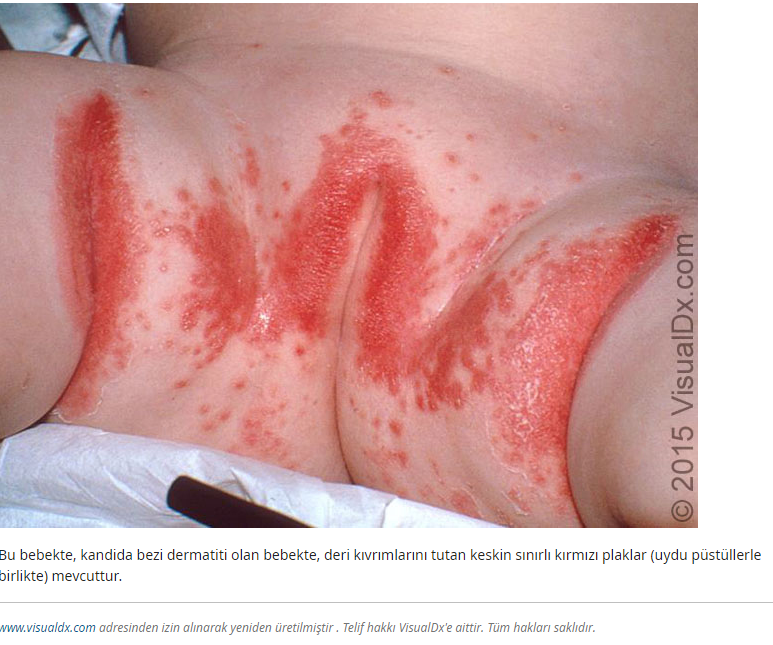 © 2015 VisualDx.com
Bu bebekte, kandida bezi dermatiti olan bebekte, deri kıvrımlarını tutan keskin sınırlı kırmızı plaklar (uydu püstüllerle
birlikte) mevcuttur.
www.visualdx.com adresinden izin alınarak yeniden üretilmiştir . Telif hakkı VisualDx'e aittir. Tüm hakları saklıdır.